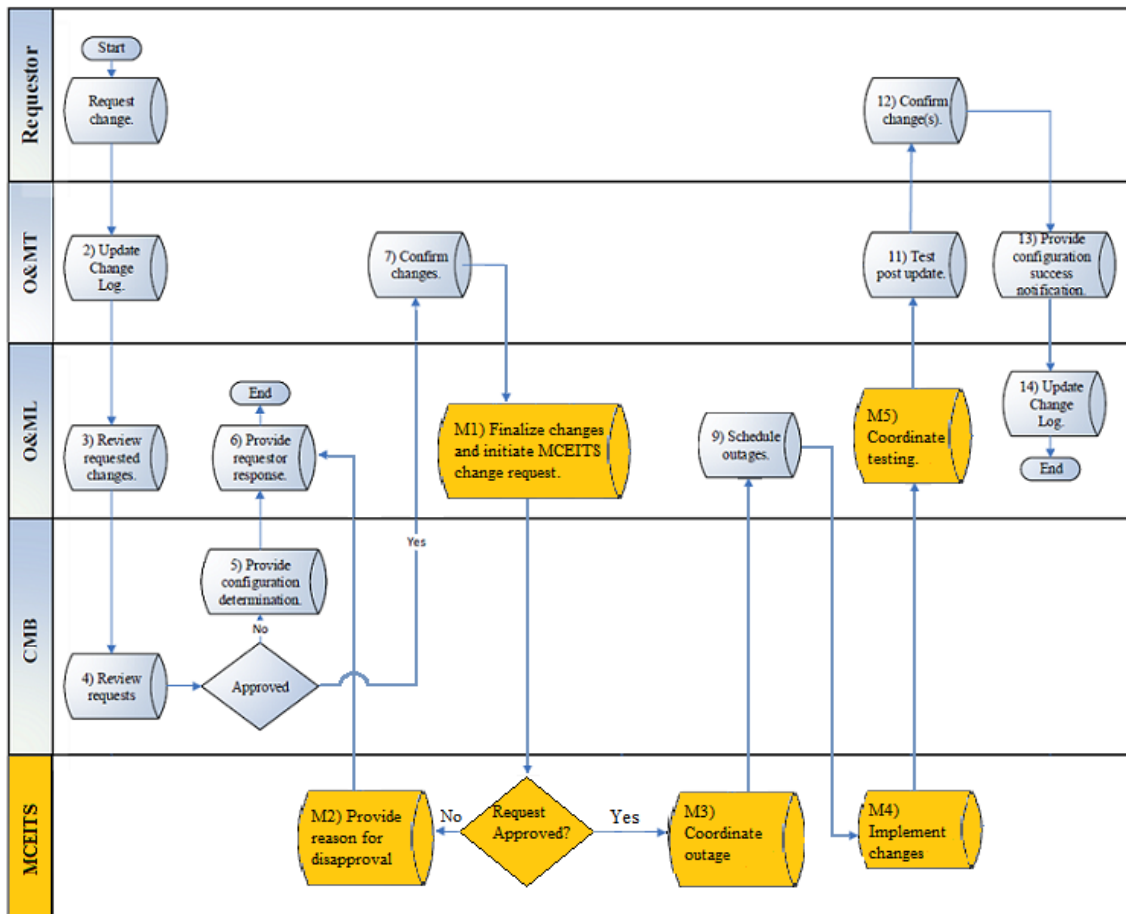 Requestor
Start
Request
change.
12) Confirm
change(s).
O&MT
2) Update
Change
Log.
7) Confirm
changes.
11) Test
post update.
13) Provide
configuration
success
notification.
O&ML
End
3) Review
requested
changes.
6) Provide
requestor
response.
M1) Finalize changes
and initiate MCEITS
change request.
9) Schedule
outages.
M5)
Coordinate
testing.
14) Update
Change
Log.
End
CMB
Yes
5) Provide
configuration
determination.
No
4) Review
requests
Approved
MCEITS
M2) Provide
reason for
disapproval
No
Request
Approved?
Yes
M3)
Coordinate
outage
M4)
Implement
changes